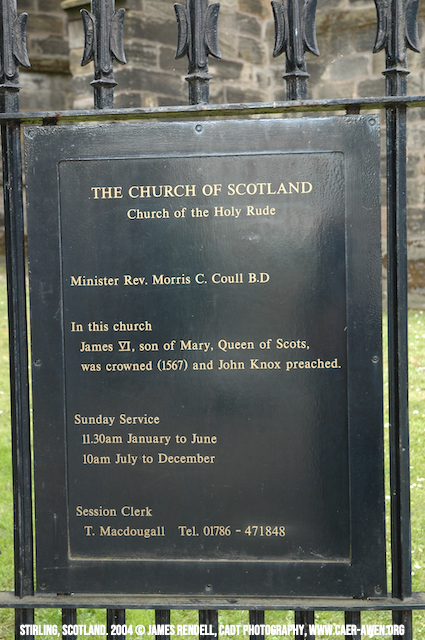 THE CHURCH OF SCOTLAND
Church of the Holy Rude
Minister Rev. Morris C. Coull B.D
In this church
James VI, son of Mary, Queen of Scots,
was crowned (1567) and John Knox preached.
Sunday Service
11.30am January to June
10am July to December
Session Clerk
T. Macdougall Tel. 01786 - 471848
STIRLING, SCOTLAND. 2004 © JAMES RENDELL, CADT PHOTOGRAPHY, WWW.CAER-AWEN.ORG